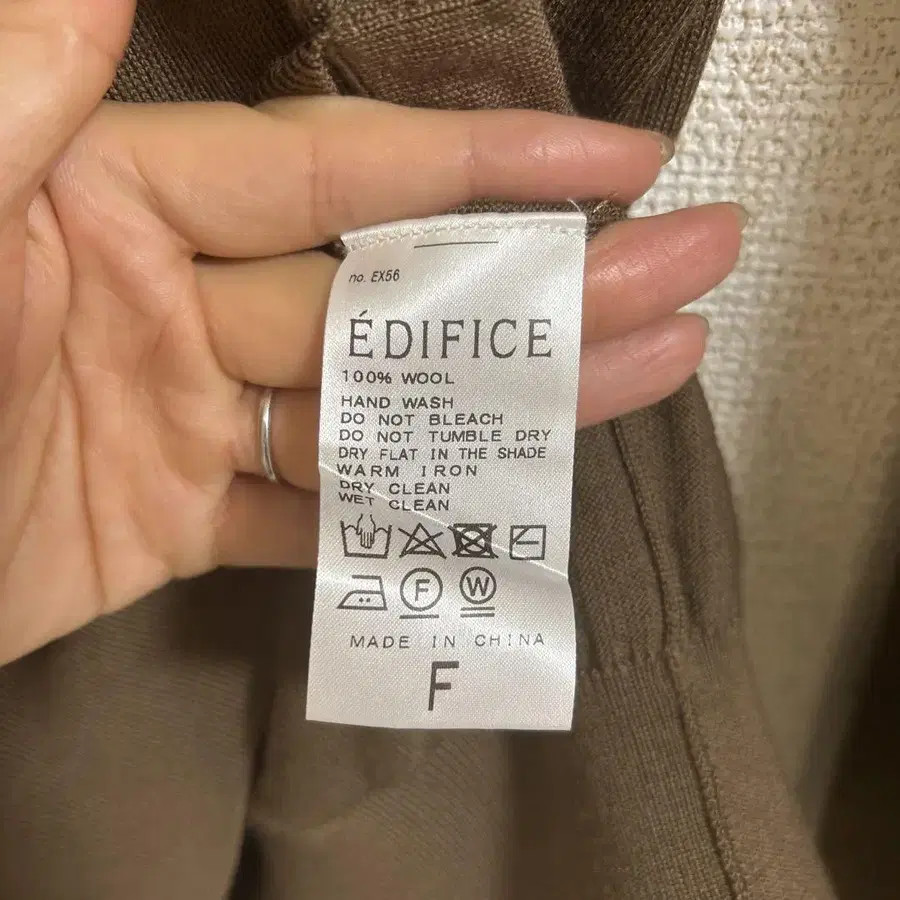 no. EX56
ÉDIFICE
100% WOOL
HAND WASH
DO NOT BLEACH
DO NOT TUMBLE DRY
DRY FLAT IN THE SHADE
WARM IRON
DRY CLEAN
WET CLEAN
F W
MADE IN CHINA
F